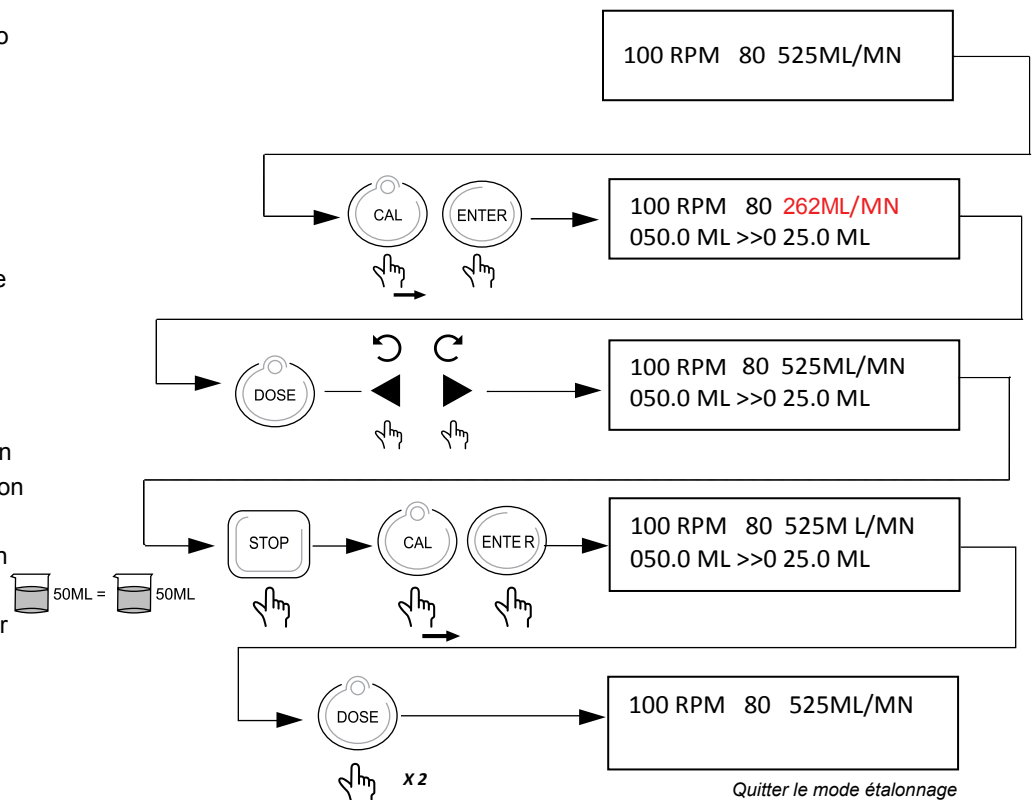 o
100 RPM 80 525ML/MN
CAL ENTER
100 RPM 80 262ML/MN
050.0 ML >>0 25.0 ML
e
DOSE
100 RPM 80 525ML/MN
050.0 ML >>0 25.0 ML
n
on
STOP CAL ENTE R
100 RPM 80 525M L/MN
050.0 ML >>0 25.0 ML
n
50ML = 50ML
r
DOSE
100 RPM 80 525ML/MN
X 2
Quitter le mode étalonnage